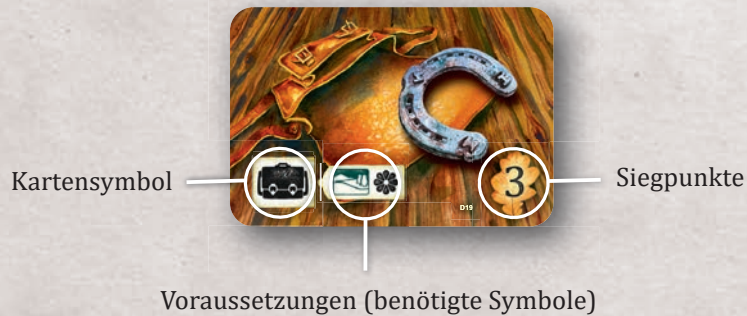 3
D19
Kartensymbol
Siegpunkte
Voraussetzungen (benötigte Symbole)